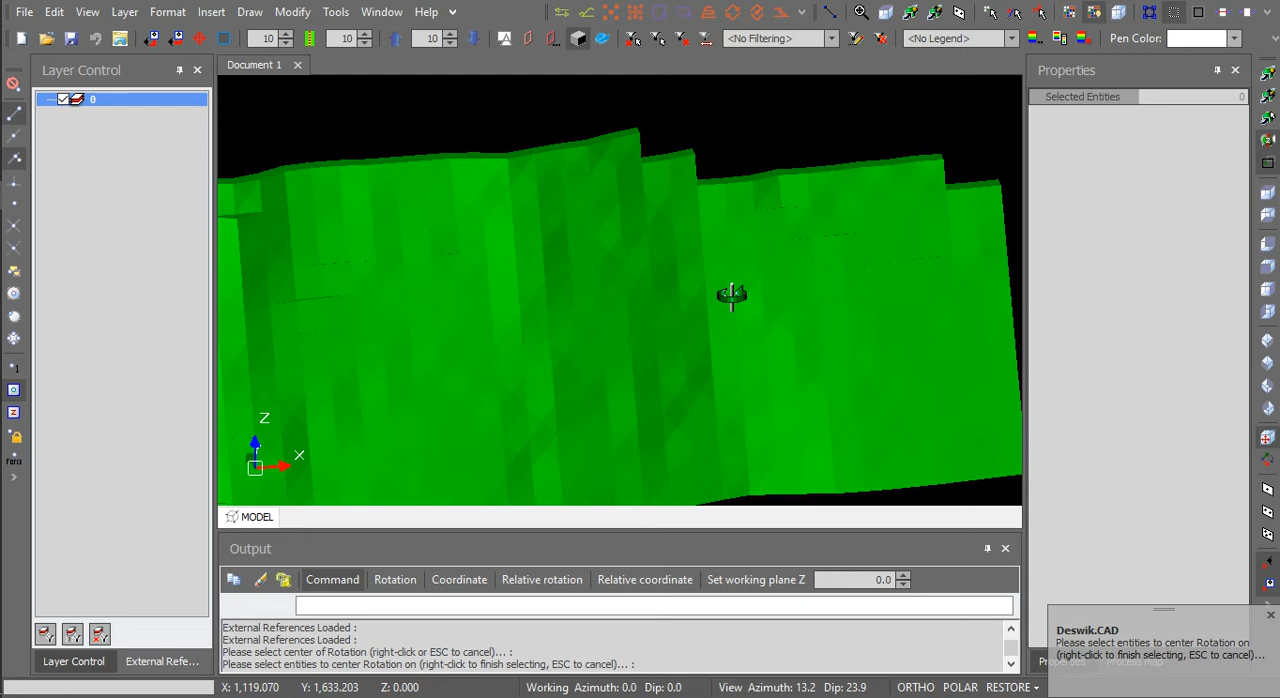 File Edit View Layer Format Insert Draw Modify Tools Window Help
10 10 10 <No Filtering> <No Legend> Pen Color:
Layer Control
Document 1
Properties
0
Selected Entities 0
1
Force
Z
X
MODEL
Output
Command Rotation Coordinate Relative rotation Relative coordinate Set working plane Z 0.0
External References Loaded :
External References Loaded :
Please select center of Rotation (right-click or ESC to cancel)... :
Please select entities to center Rotation on (right-click to finish selecting, ESC to cancel)... :
Deswik.CAD
Please select entities to center Rotation on
(right-click to finish selecting, ESC to cancel)...
Layer Control External Refe...
Properties Process Map
X: 1,119.070 Y: 1,633.203 Z: 0.000 Working Azimuth: 0.0 Dip: 0.0 View Azimuth: 13.2 Dip: 23.9 ORTHO POLAR RESTORE